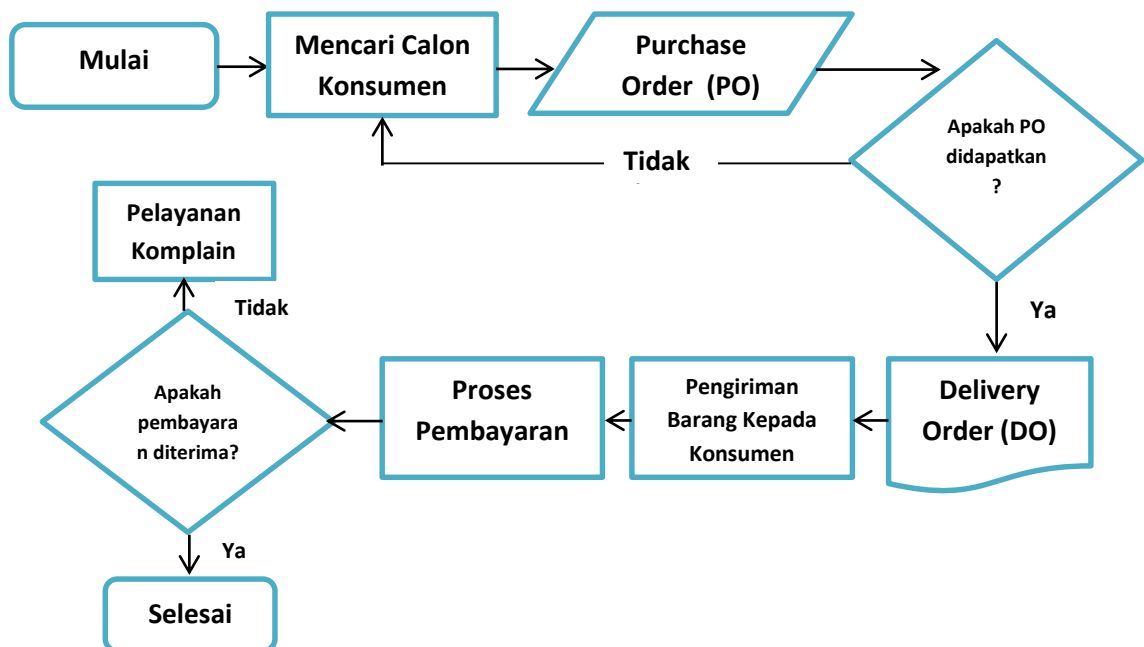 Mulai
Mencari Calon
Konsumen
Purchase
Order (PO)
Apakah PO
didapatkan
?
Tidak
Ya
Delivery
Order (DO)
Pengiriman
Barang Kepada
Konsumen
Proses
Pembayaran
Apakah
pembayara
n diterima?
Tidak
Pelayanan
Komplain
Ya
Selesai